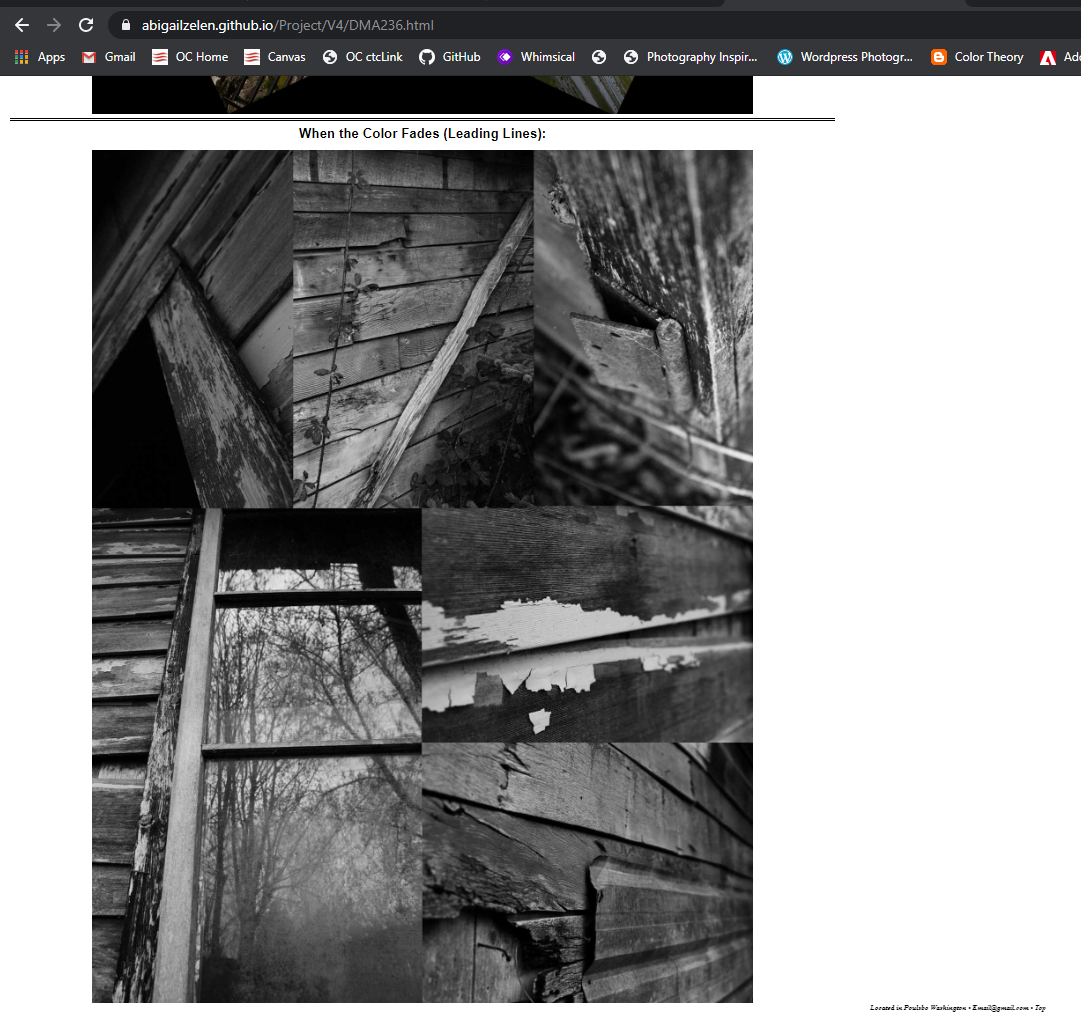 abigailzelen.github.io/Project/V4/DMA236.html
Apps Gmail OC Home Canvas OC ctcLink GitHub Whimsical Photography Inspir... Wordpress Photogr... Color Theory Ad
When the Color Fades (Leading Lines):
Located in Poulsbo Washington • Email@gmail.com • Top